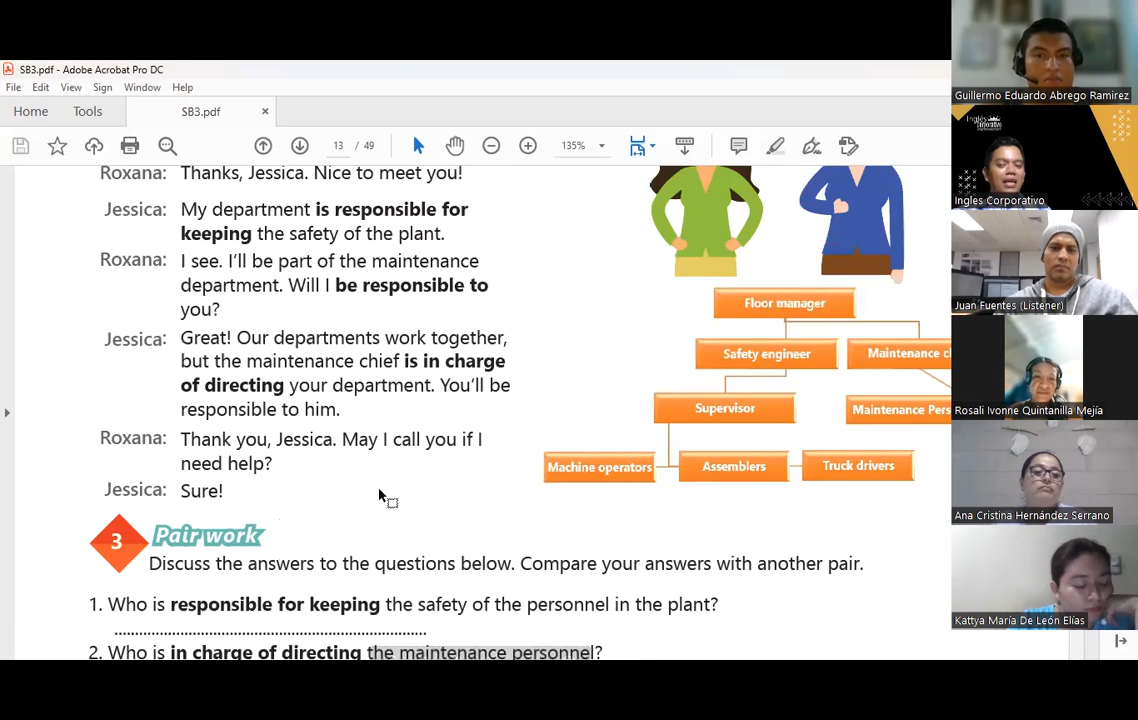 SB3.pdf - Adobe Acrobat Pro DC
File Edit View Sign Window Help
Home Tools SB3.pdf ×
13 / 49 135%
Roxana: Thanks, Jessica. Nice to meet you!
Jessica: My department is responsible for
keeping the safety of the plant.
Roxana: I see. I'll be part of the maintenance
department. Will I be responsible to
you?
Jessica: Great! Our departments work together,
but the maintenance chief is in charge
of directing your department. You'll be
responsible to him.
Roxana: Thank you, Jessica. May I call you if I
need help?
Jessica: Sure!
Floor manager
Safety engineer
Maintenance c
Supervisor
Maintenance Pers
Machine operators
Assemblers
Truck drivers
3 Pair work
Discuss the answers to the questions below. Compare your answers with another pair.
1. Who is responsible for keeping the safety of the personnel in the plant?
2. Who is in charge of directing the maintenance personnel?
Guillermo Eduardo Abrego Ramirez
Inglés
Ingles Corporativo
Juan Fuentes (Listener)
Rosali Ivonne Quintanilla Mejía
Ana Cristina Hernández Serrano
Kattya María De León Elías